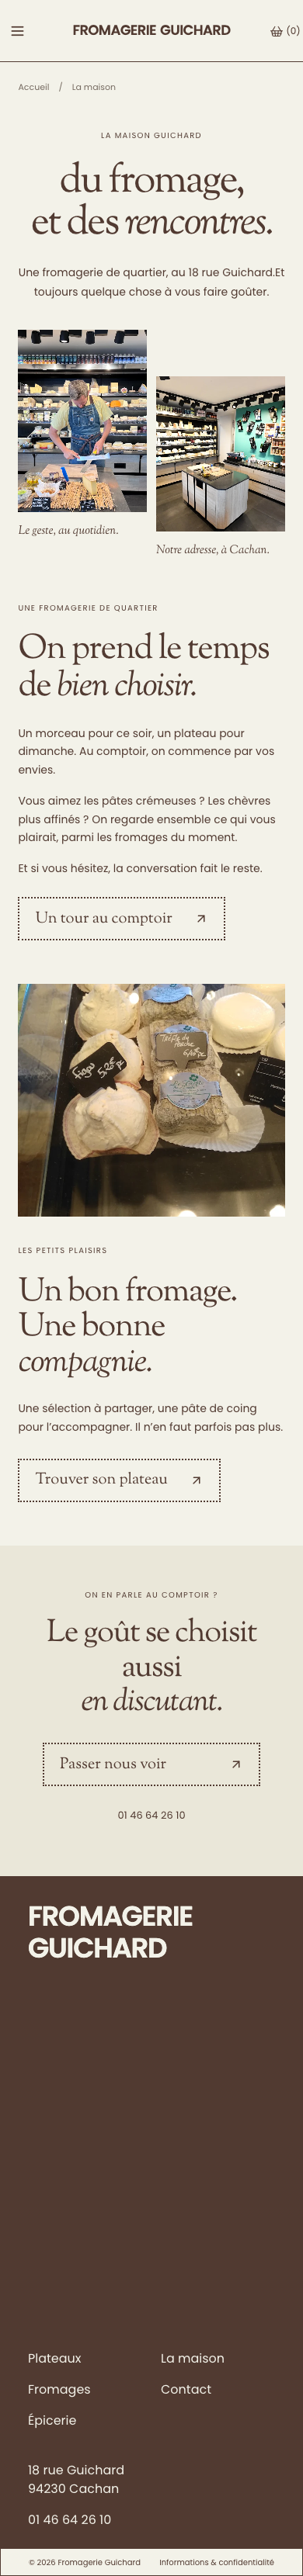 FROMAGERIE GUICHARD
(0)
Accueil / La maison
LA MAISON GUICHARD
du fromage,
et des rencontres.
Une fromagerie de quartier, au 18 rue Guichard.Et
toujours quelque chose à vous faire goûter.
Le geste, au quotidien.
Notre adresse, à Cachan.
UNE FROMAGERIE DE QUARTIER
On prend le temps
de bien choisir.
Un morceau pour ce soir, un plateau pour
dimanche. Au comptoir, on commence par vos
envies.
Vous aimez les pâtes crémeuses ? Les chèvres
plus affinés ? On regarde ensemble ce qui vous
plairait, parmi les fromages du moment.
Et si vous hésitez, la conversation fait le reste.
Un tour au comptoir
LES PETITS PLAISIRS
Un bon fromage.
Une bonne
compagnie.
Une sélection à partager, une pâte de coing
pour l’accompagner. Il n’en faut parfois pas plus.
Trouver son plateau
ON EN PARLE AU COMPTOIR ?
Le goût se choisit
aussi
en discutant.
Passer nous voir
01 46 64 26 10
FROMAGERIE
GUICHARD
Plateaux
La maison
Fromages
Contact
Épicerie
18 rue Guichard
94230 Cachan
01 46 64 26 10
© 2026 Fromagerie Guichard
Informations & confidentialité